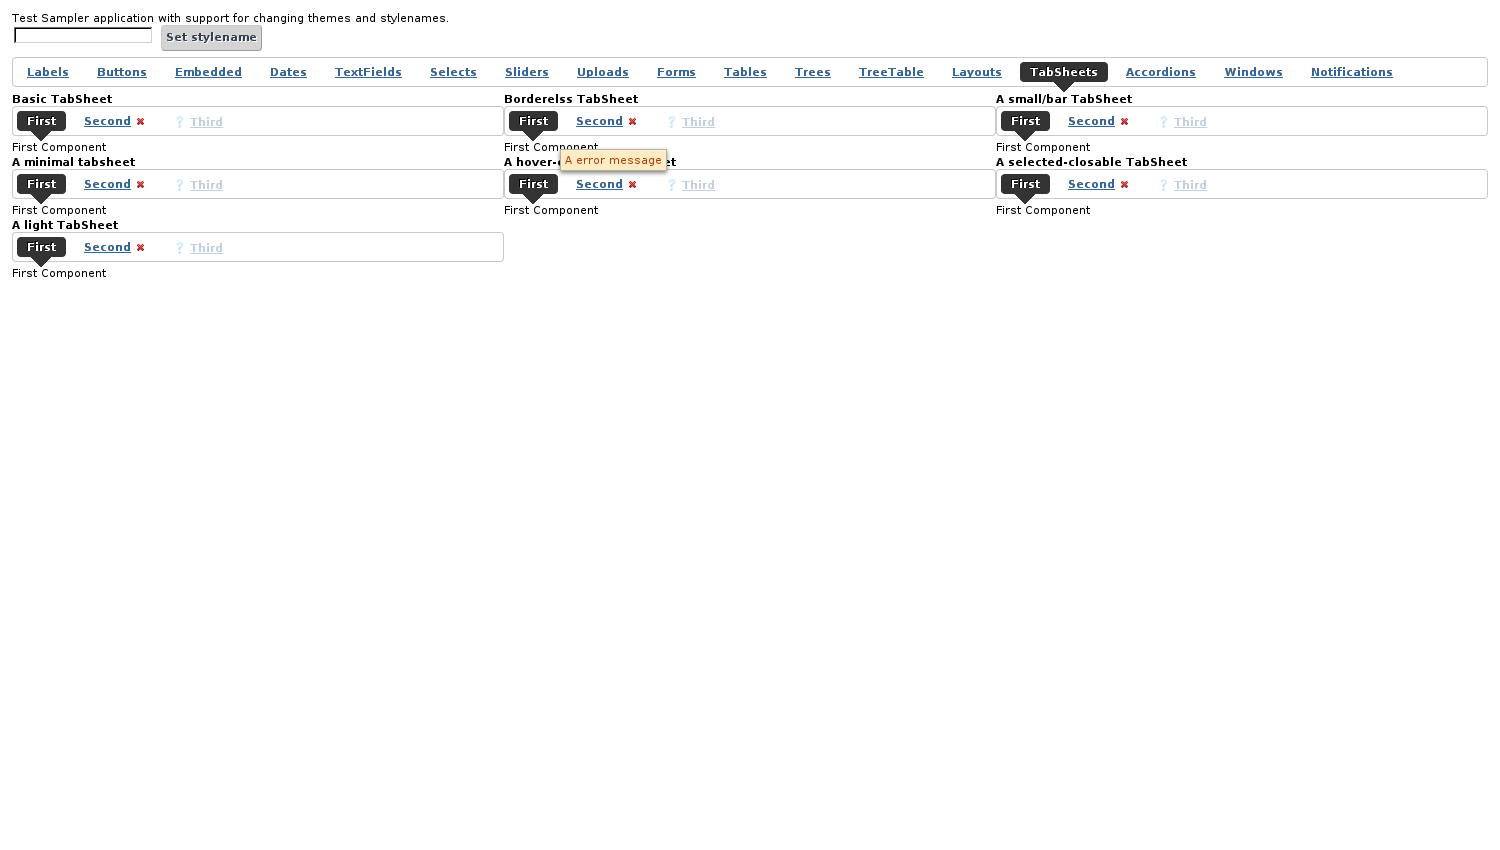 Test Sampler application with support for changing themes and stylenames.
Set stylename
Labels Buttons Embedded Dates TextFields Selects Sliders Uploads Forms Tables Trees TreeTable Layouts TabSheets Accordions Windows Notifications
Basic TabSheet Borderelss TabSheet A small/bar TabSheet
First Second ? Third First Second ? Third First Second ? Third
First Component First Component First Component
A error message
A minimal tabsheet A hover- et A selected-closable TabSheet
First Second ? Third First Second ? Third First Second ? Third
First Component First Component First Component
A light TabSheet
First Second ? Third
First Component